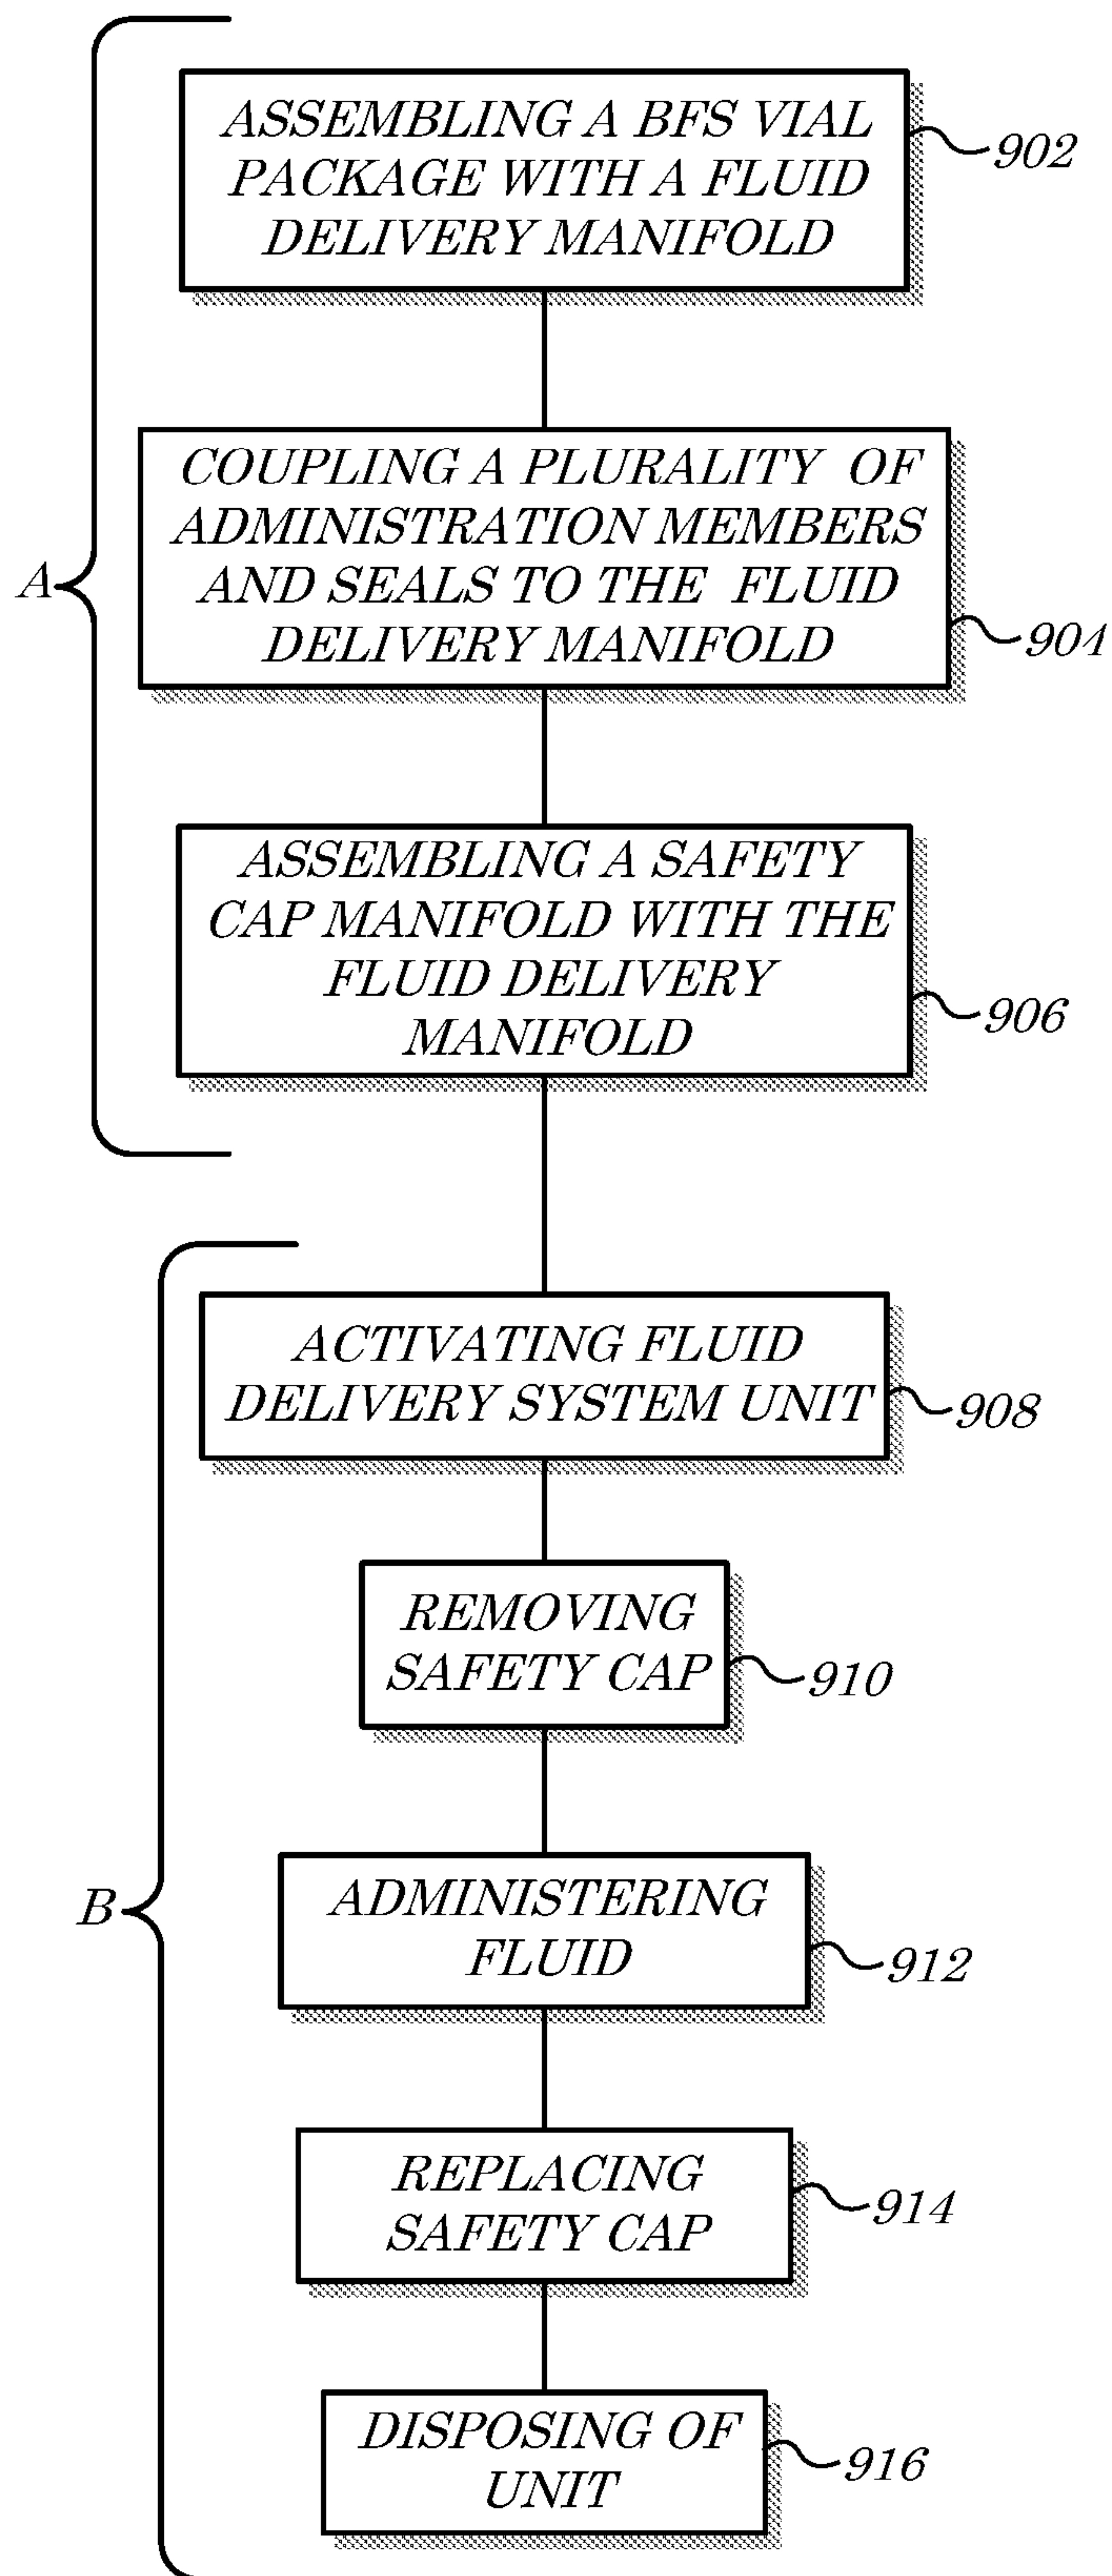 ASSEMBLING A BFS VIAL
PACKAGE WITH A FLUID
DELIVERY MANIFOLD
902
COUPLING A PLURALITY OF
ADMINISTRATION MEMBERS
AND SEALS TO THE FLUID
DELIVERY MANIFOLD
904
A
ASSEMBLING A SAFETY
CAP MANIFOLD WITH THE
FLUID DELIVERY
MANIFOLD
906
ACTIVATING FLUID
DELIVERY SYSTEM UNIT
908
REMOVING
SAFETY CAP
910
B
ADMINISTERING
FLUID
912
REPLACING
SAFETY CAP
914
DISPOSING OF
UNIT
916